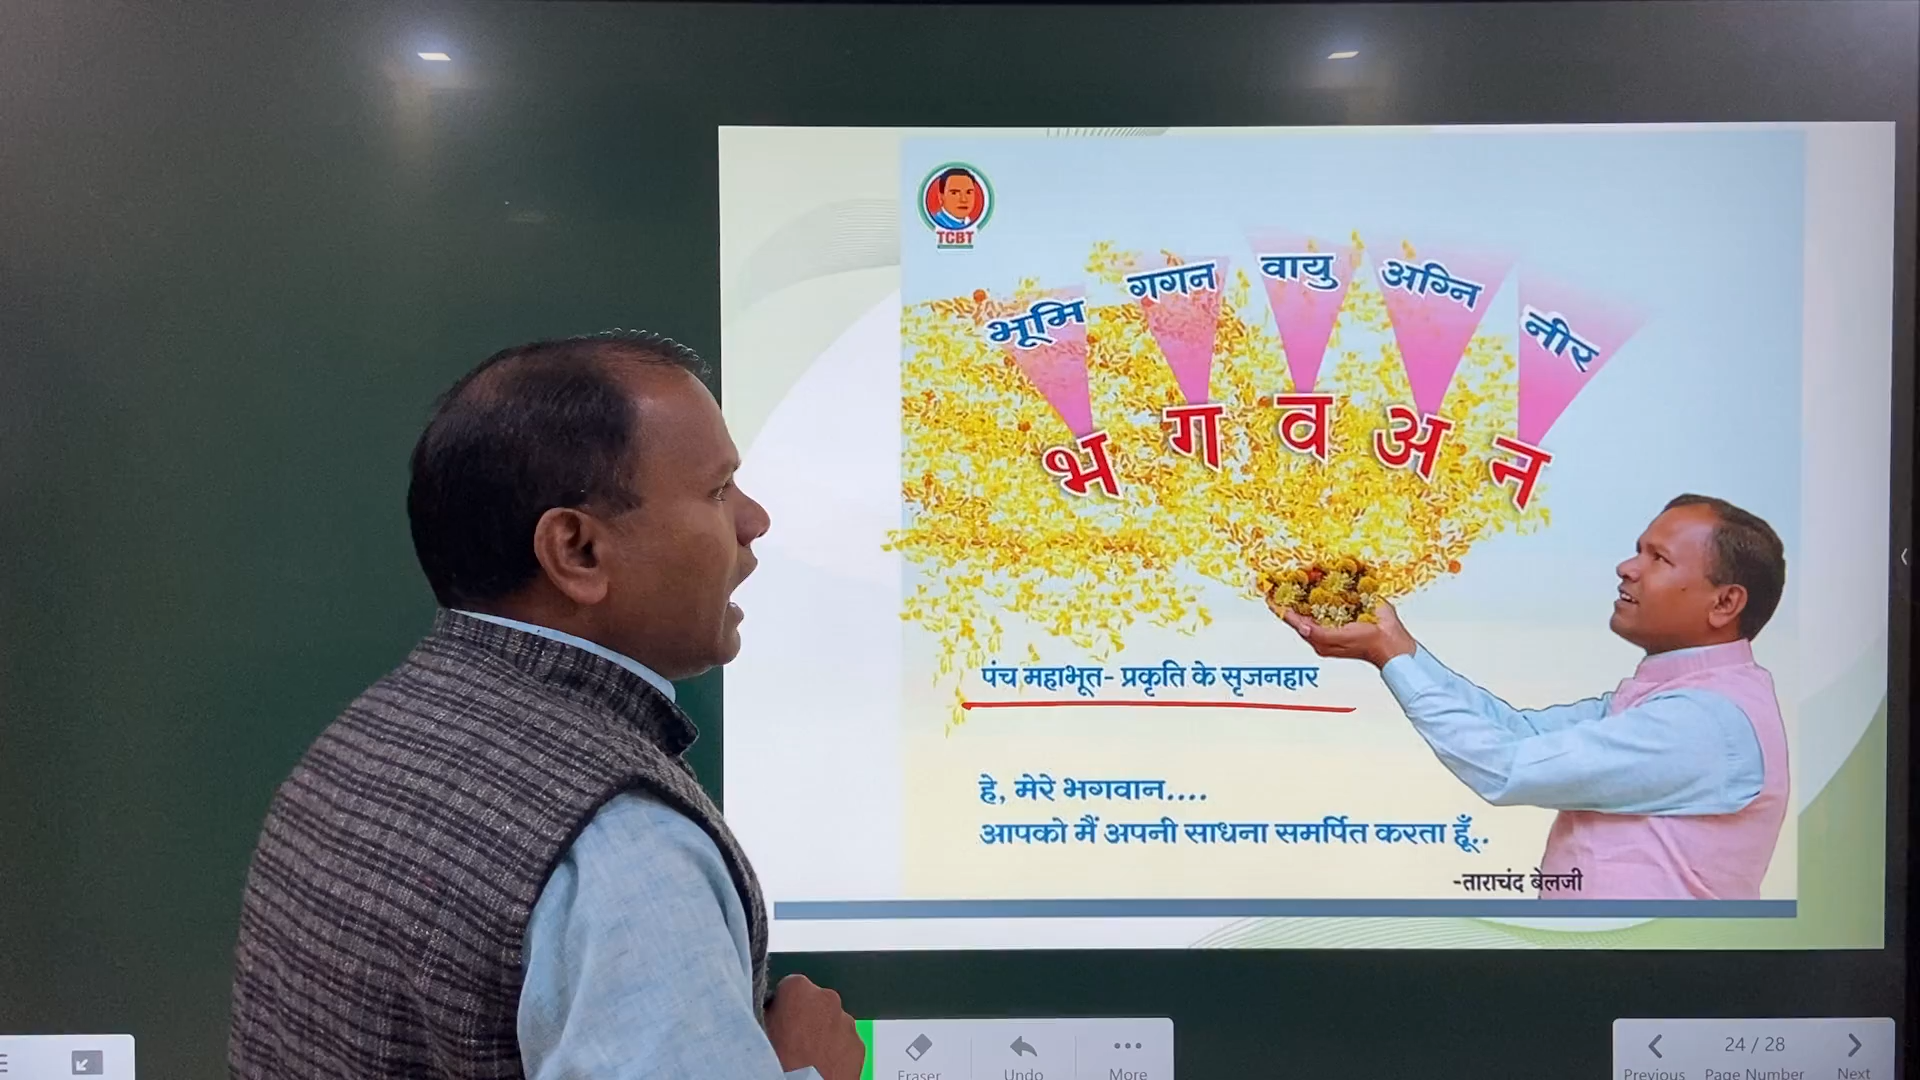 TCBT
भूमि गगन वायु अग्नि नीर
भ ग व अ न
पंच महाभूत- प्रकृति के सृजनहार
हे, मेरे भगवान....
आपको मैं अपनी साधना समर्पित करता हूँ..
-ताराचंद बेलजी
Eraser Undo More
24 / 28
Previous Page Number Next